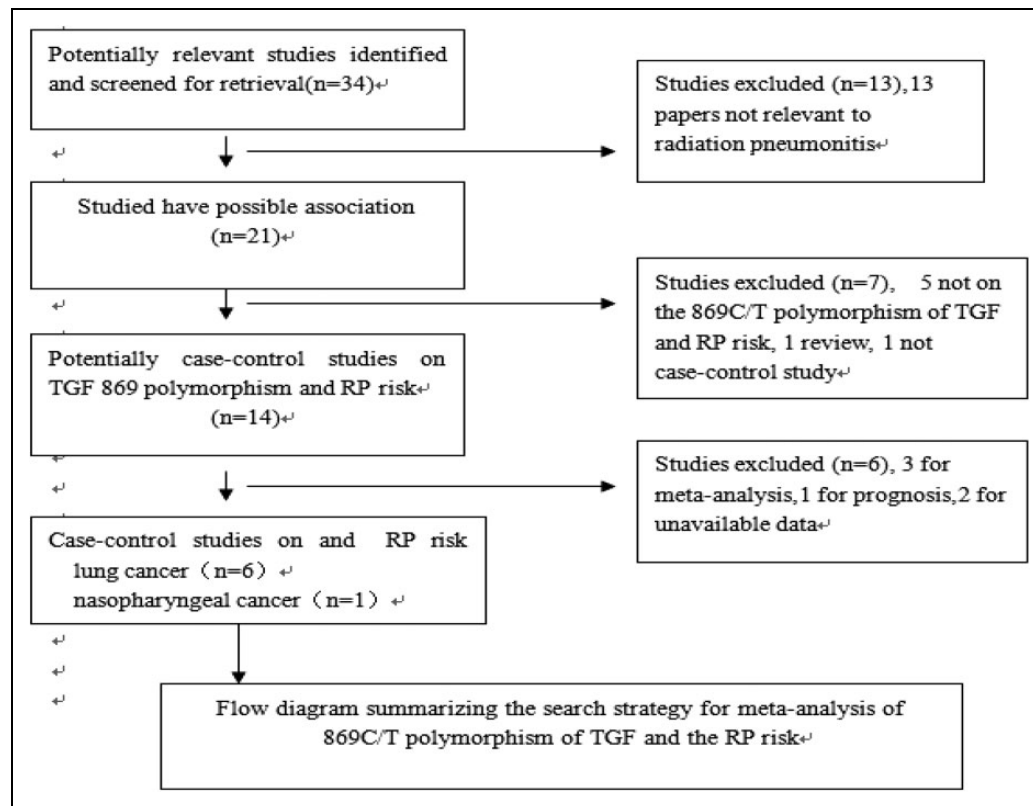 Potentially relevant studies identified
and screened for retrieval(n=34)↵
Studies excluded (n=13),13
papers not relevant to
radiation pneumonitis↵
↵
Studied have possible association
(n=21)↵
Studies excluded (n=7), 5 not on
the 869C/T polymorphism of TGF
and RP risk, 1 review, 1 not
case-control study↵
↵
Potentially case-control studies on
TGF 869 polymorphism and RP risk↵
(n=14)↵
Studies excluded (n=6), 3 for
meta-analysis,1 for prognosis,2 for
unavailable data↵
↵
↵
Case-control studies on and RP risk
lung cancer（n=6）↵
nasopharyngeal cancer（n=1）↵
↵
↵
↵
Flow diagram summarizing the search strategy for meta-analysis of
869C/T polymorphism of TGF and the RP risk↵